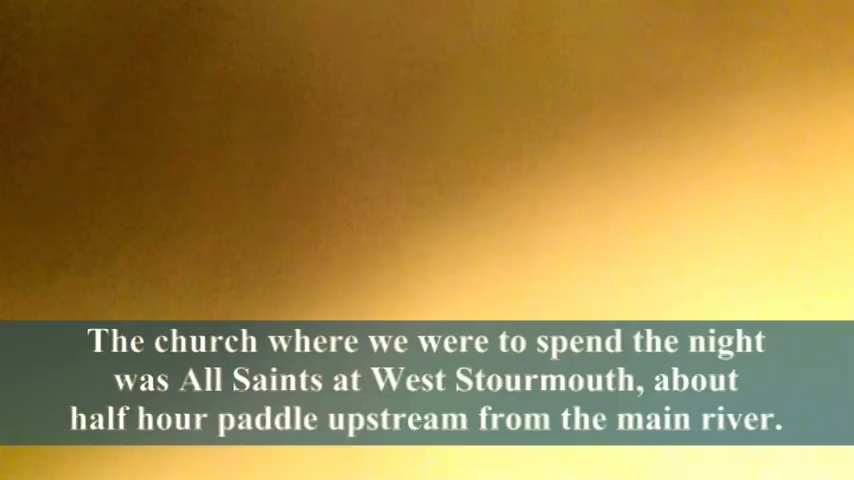 The church where we were to spend the night
was All Saints at West Stourmouth, about
half hour paddle upstream from the main river.